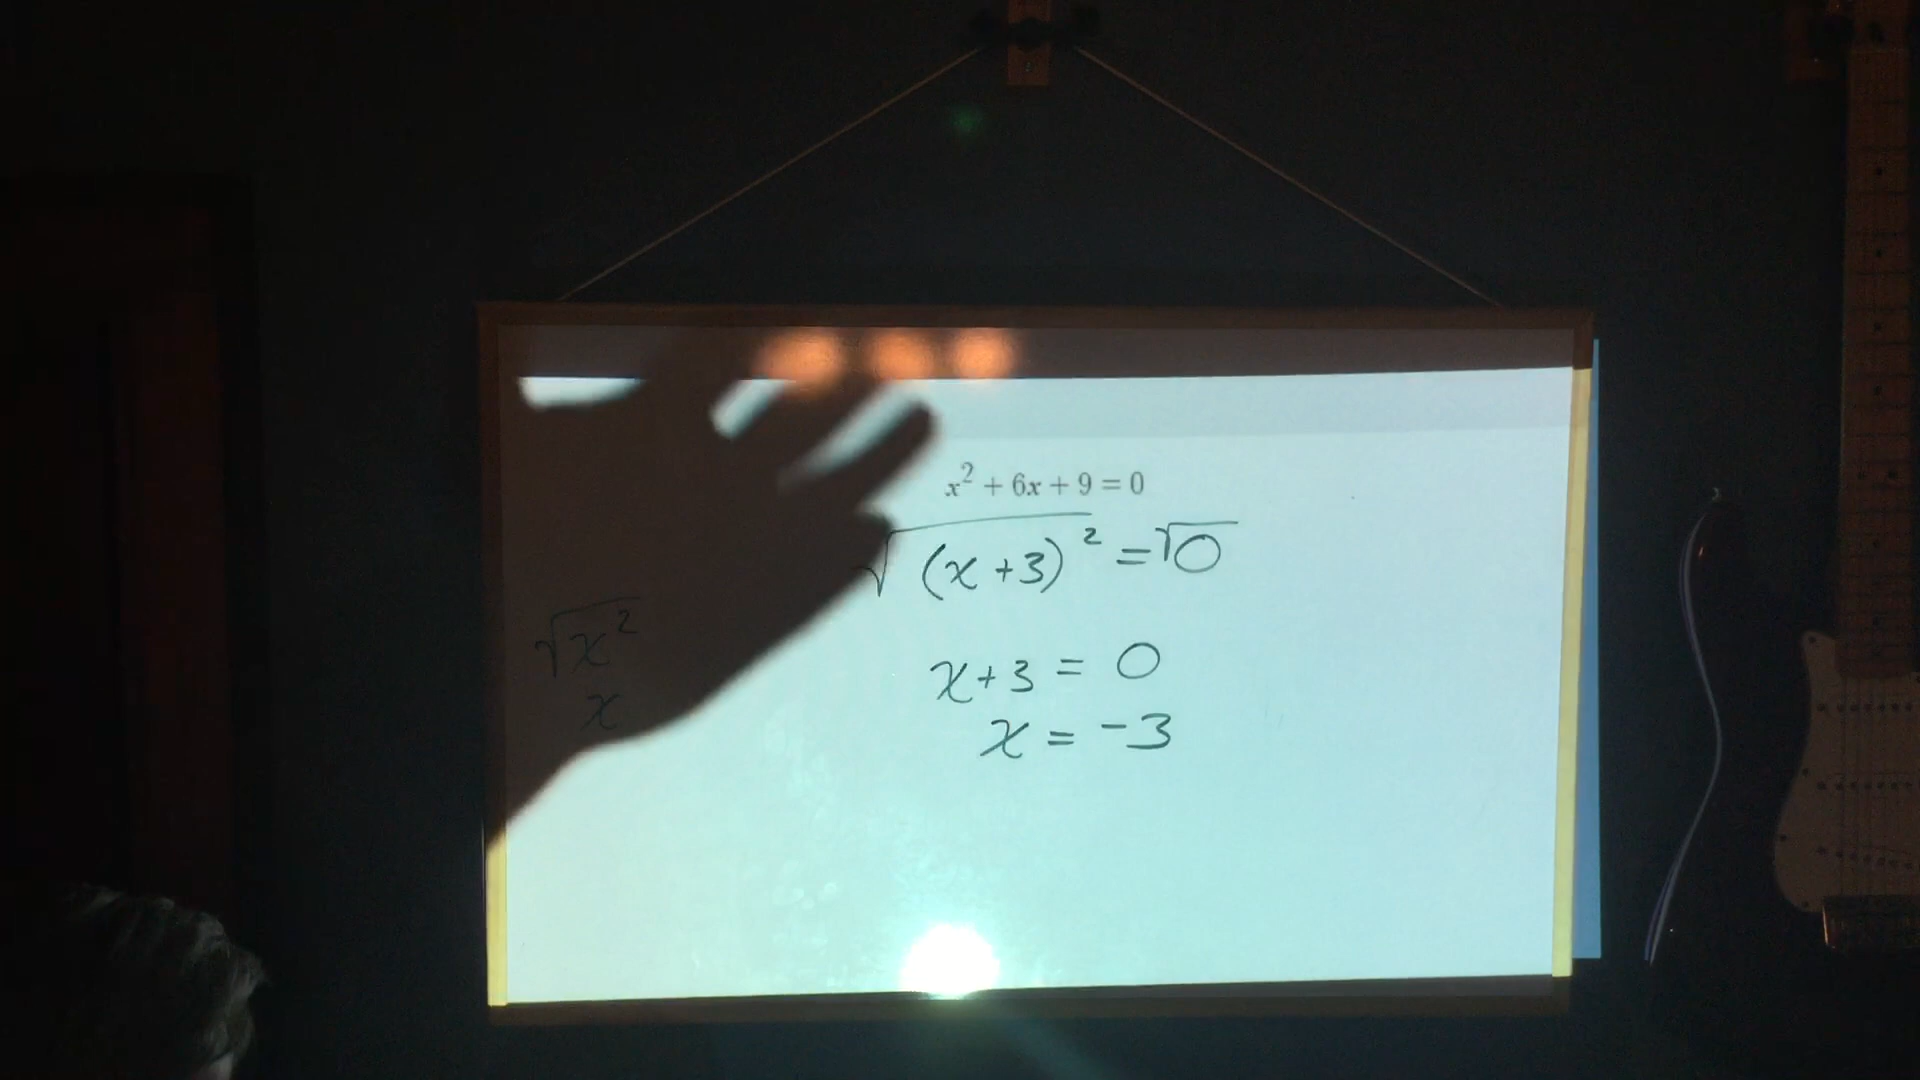 x² + 6x + 9 = 0
√(x+3)² = √0
√x²
x
x+3 = 0
x = -3